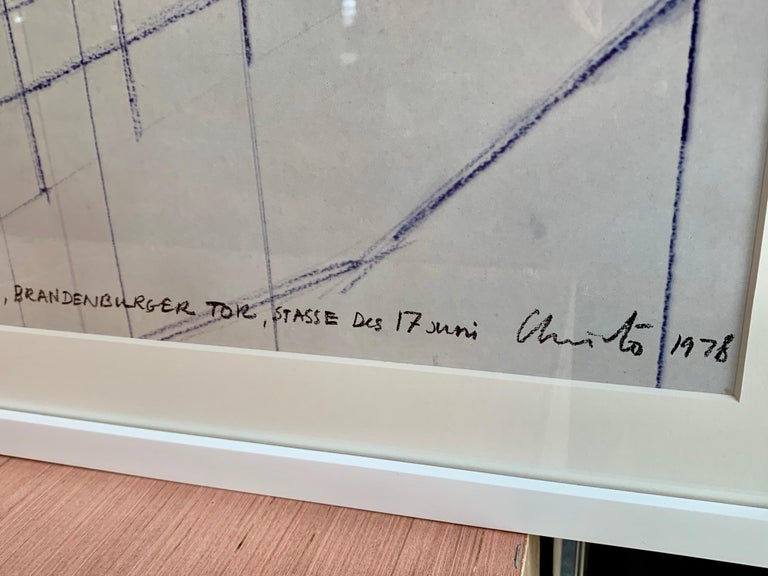 , BRANDENBURGER TOR, STASSE Des 17 Juni Christo 1978